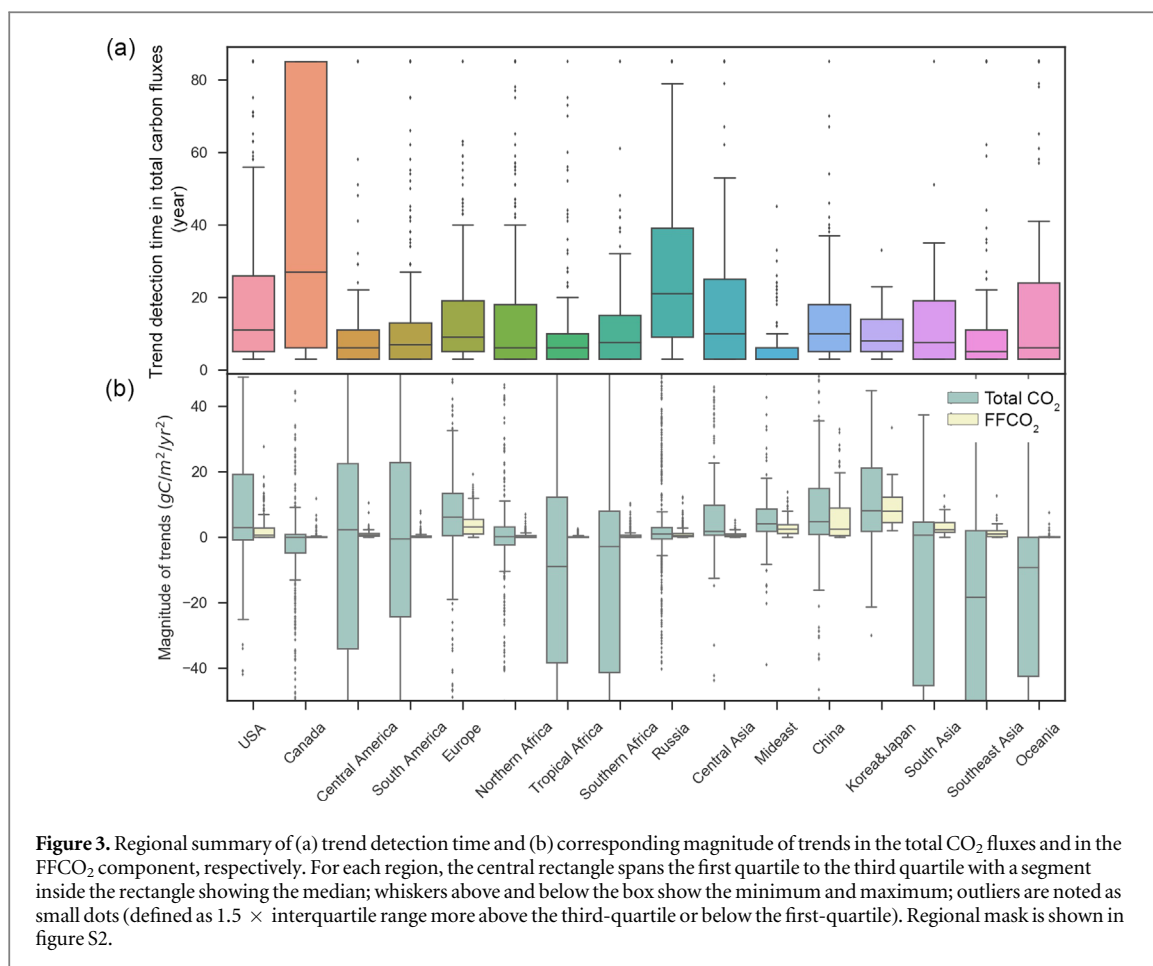 (a)
Trend detection time in total carbon fluxes
(year)
80
60
40
20
0
(b)
Magnitude of trends (gC/m²/yr²)
40
20
0
−20
−40
Total CO₂
FFCO₂
USA
Canada
Central America
South America
Europe
Northern Africa
Tropical Africa
Southern Africa
Russia
Central Asia
Mideast
China
Korea&Japan
South Asia
Southeast Asia
Oceania
Figure 3. Regional summary of (a) trend detection time and (b) corresponding magnitude of trends in the total CO₂ fluxes and in the
FFCO₂ component, respectively. For each region, the central rectangle spans the first quartile to the third quartile with a segment
inside the rectangle showing the median; whiskers above and below the box show the minimum and maximum; outliers are noted as
small dots (defined as 1.5 × interquartile range more above the third-quartile or below the first-quartile). Regional mask is shown in
figure S2.